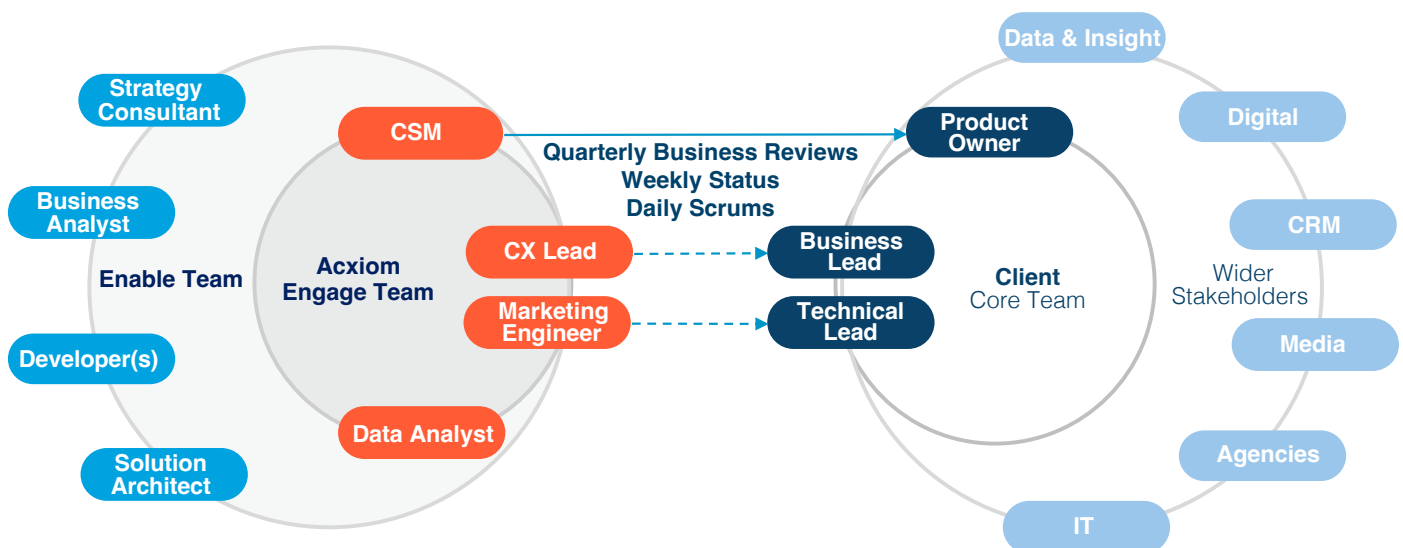 Strategy
Consultant
Business
Analyst
Enable Team
Developer(s)
Solution
Architect
CSM
Acxiom
Engage Team
CX Lead
Marketing
Engineer
Data Analyst
Quarterly Business Reviews
Weekly Status
Daily Scrums
Product
Owner
Business
Lead
Technical
Lead
Client
Core Team
Data & Insight
Digital
CRM
Wider
Stakeholders
Media
Agencies
IT